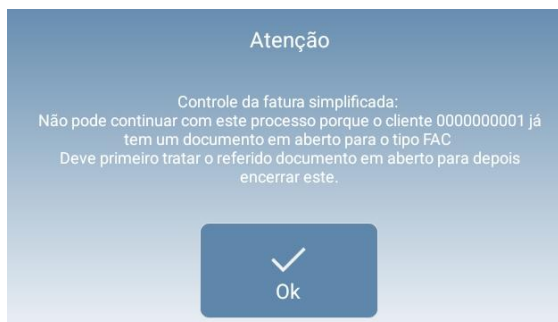 Atenção
Controle da fatura simplificada:
Não pode continuar com este processo porque o cliente 0000000001 já
tem um documento em aberto para o tipo FAC
Deve primeiro tratar o referido documento em aberto para depois
encerrar este.
Ok